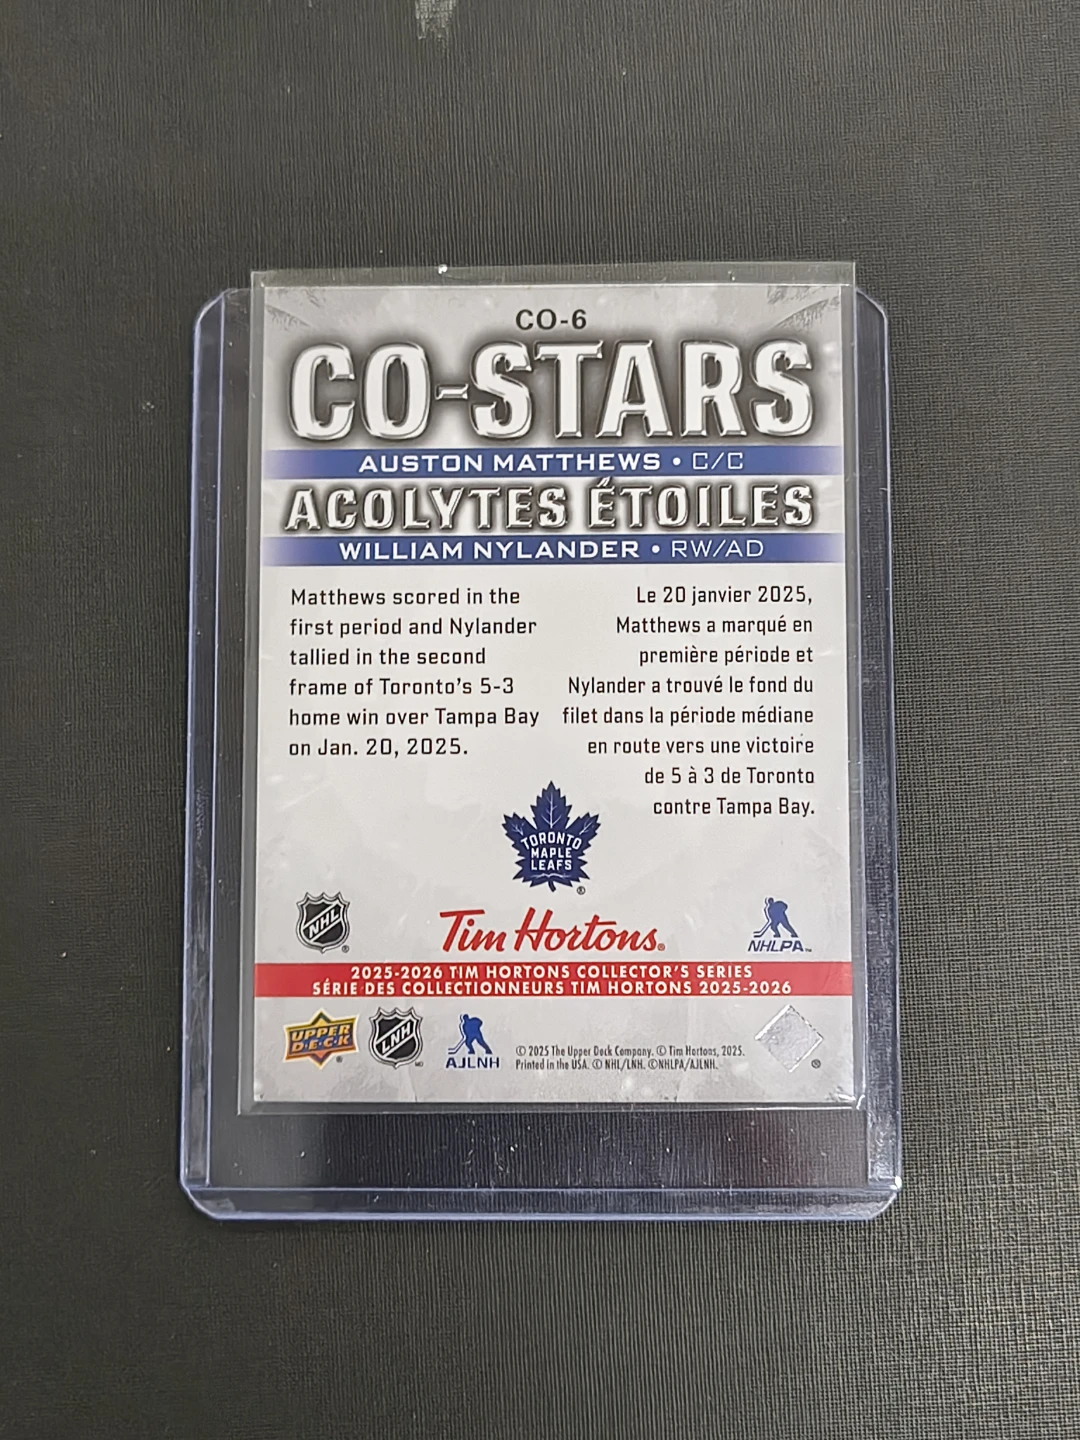 CO-6
CO-STARS
AUSTON MATTHEWS • C/C
ACOLYTES ÉTOILES
WILLIAM NYLANDER • RW/AD
Matthews scored in the
first period and Nylander
tallied in the second
frame of Toronto's 5-3
home win over Tampa Bay
on Jan. 20, 2025.
Le 20 janvier 2025,
Matthews a marqué en
première période et
Nylander a trouvé le fond du
filet dans la période médiane
en route vers une victoire
de 5 à 3 de Toronto
contre Tampa Bay.
TORONTO
MAPLE
LEAFS
®
NHL
®
Tim Hortons®
NHLPA™
2025-2026 TIM HORTONS COLLECTOR'S SERIES
SÉRIE DES COLLECTIONNEURS TIM HORTONS 2025-2026
UPPER
D·E·C·K
®
LNH
MD
AJLNH
© 2025 The Upper Deck Company. © Tim Hortons, 2025.
Printed in the USA. © NHL/LNH. ©NHLPA/AJLNH.
®